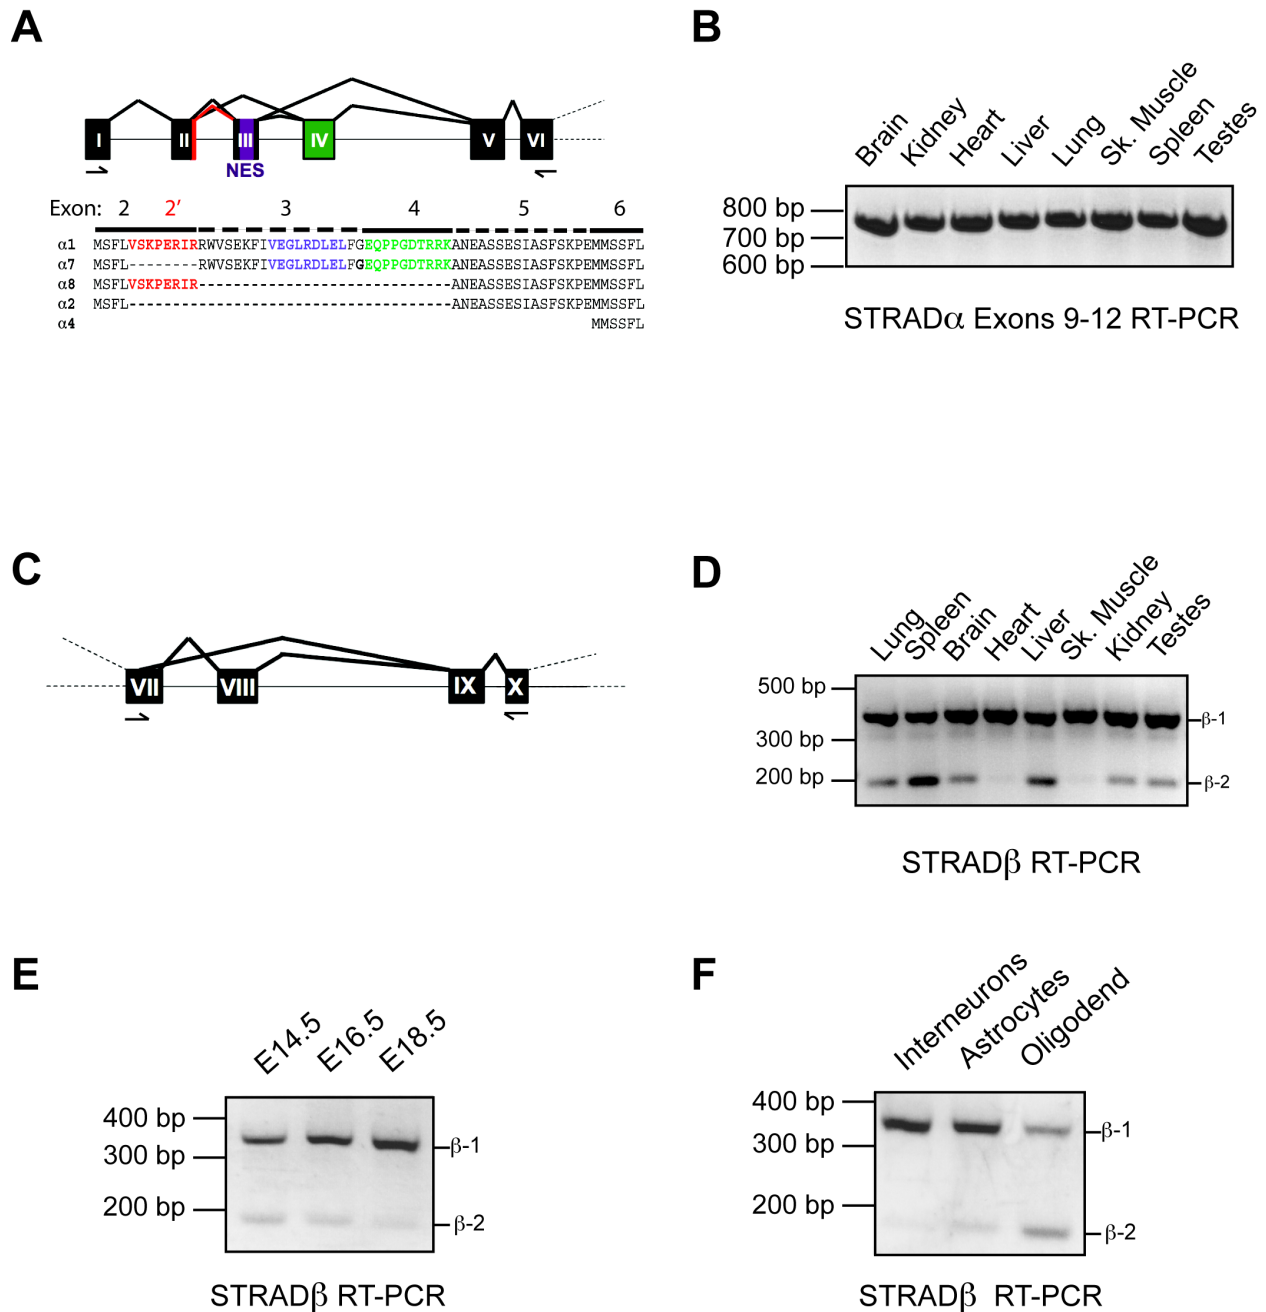 A
I II III IV V VI
NES
Exon: 2 2′ 3 4 5 6
α1 MSFLVSKPERIRRWVSEKFIVEGLRDLELFGEQPPGDTRRKANEASSESIASFSKPEMMSSFL
α7 MSFL--------RWVSEKFIVEGLRDLELFGEQPPGDTRRKANEASSESIASFSKPEMMSSFL
α8 MSFLVSKPERIR-----------------------------ANEASSESIASFSKPEMMSSFL
α2 MSFL-------------------------------------ANEASSESIASFSKPEMMSSFL
α4 MMSSFL
B
Brain Kidney Heart Liver Lung Sk. Muscle Spleen Testes
800 bp
700 bp
600 bp
STRADα Exons 9-12 RT-PCR
C
VII VIII IX X
D
Lung Spleen Brain Heart Liver Sk. Muscle Kidney Testes
500 bp
β-1
300 bp
200 bp
β-2
STRADβ RT-PCR
E
E14.5 E16.5 E18.5
400 bp
β-1
300 bp
200 bp
β-2
STRADβ RT-PCR
F
Interneurons Astrocytes Oligodend
400 bp
β-1
300 bp
200 bp
β-2
STRADβ RT-PCR